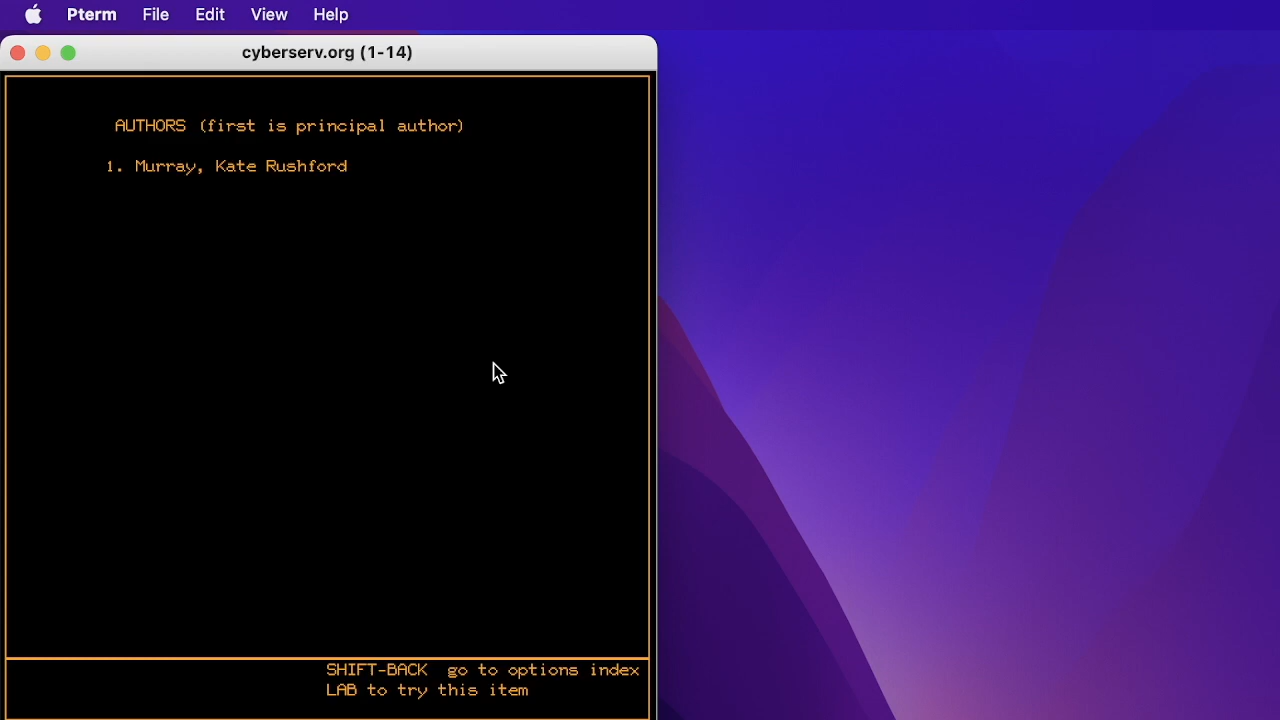 Pterm File Edit View Help
cyberserv.org (1-14)
AUTHORS (first is principal author)
1. Murray, Kate Rushford
SHIFT-BACK go to options index
LAB to try this item